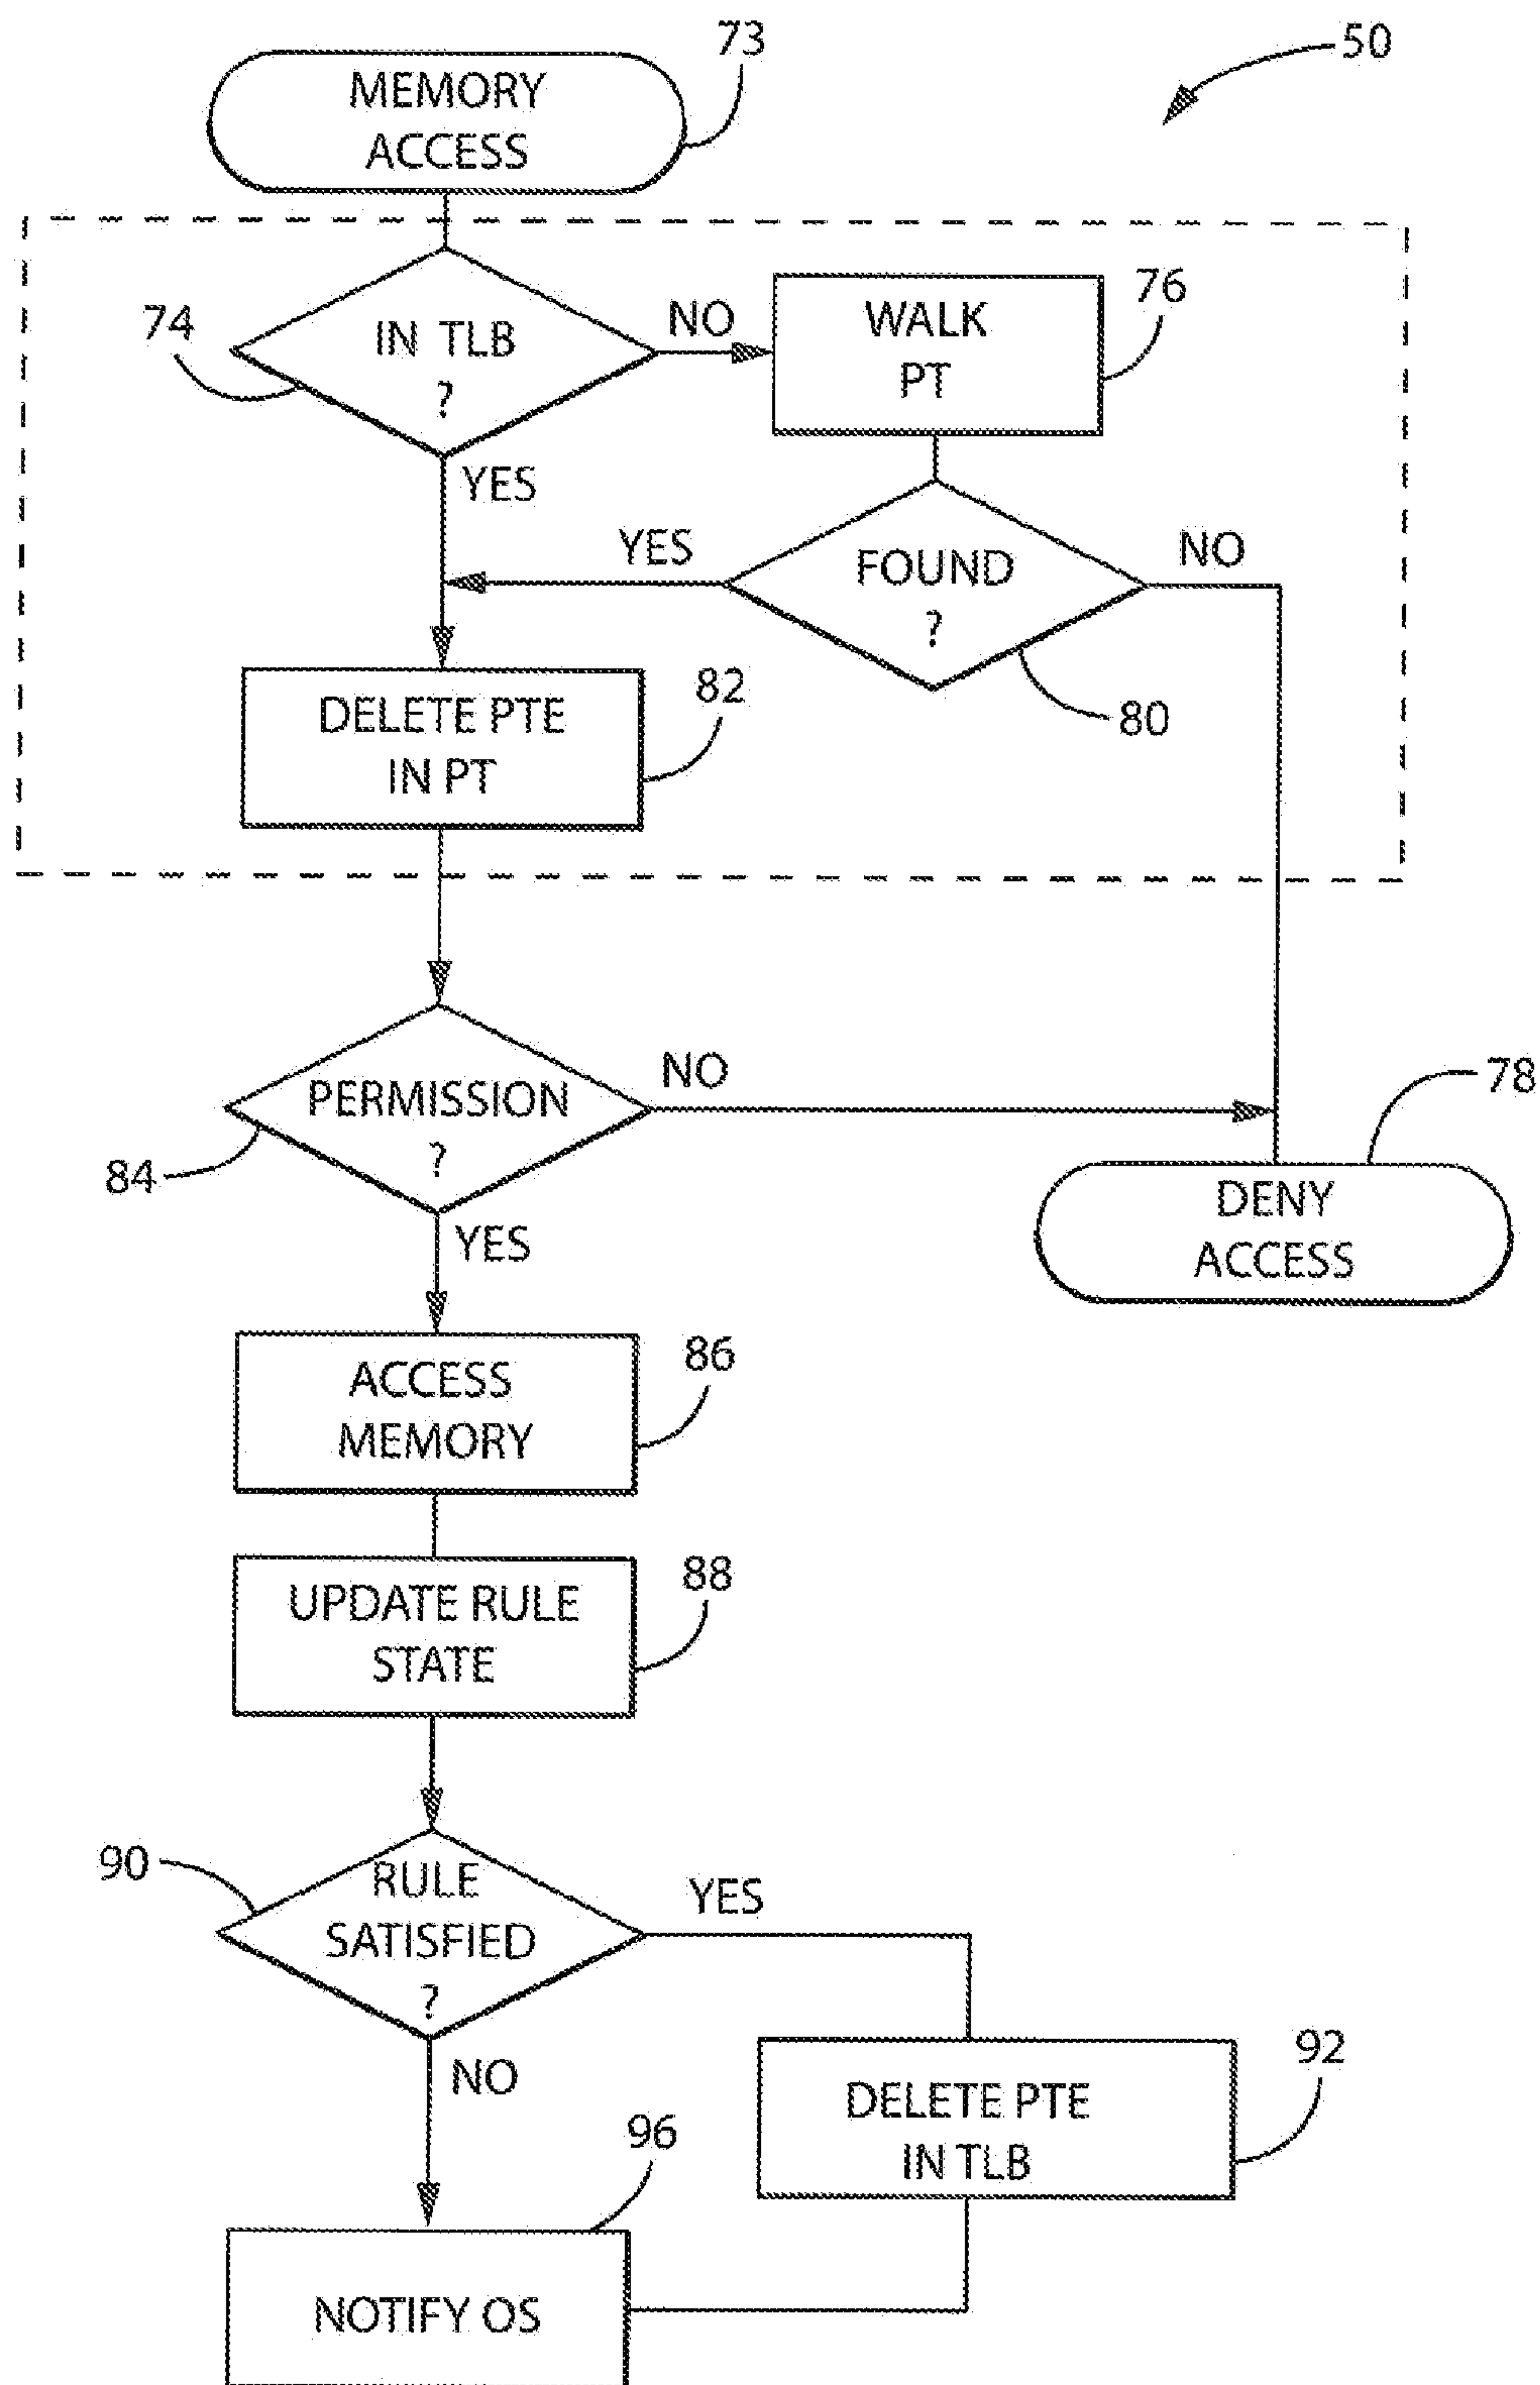 73
50
MEMORY
ACCESS
74
IN TLB
?
NO
WALK
PT
76
YES
YES
FOUND
?
NO
80
DELETE PTE
IN PT
82
PERMISSION
?
NO
84
YES
78
DENY
ACCESS
ACCESS
MEMORY
86
UPDATE RULE
STATE
88
90
RULE
SATISFIED
?
YES
NO
DELETE PTE
IN TLB
92
96
NOTIFY OS